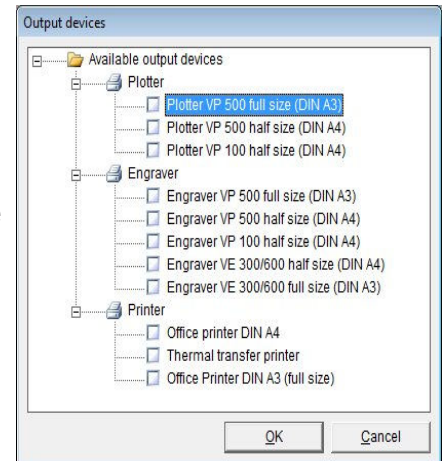 Output devices
Available output devices
Plotter
Plotter VP 500 full size (DIN A3)
Plotter VP 500 half size (DIN A4)
Plotter VP 100 half size (DIN A4)
Engraver
Engraver VP 500 full size (DIN A3)
Engraver VP 500 half size (DIN A4)
Engraver VP 100 half size (DIN A4)
Engraver VE 300/600 half size (DIN A4)
Engraver VE 300/600 full size (DIN A3)
Printer
Office printer DIN A4
Thermal transfer printer
Office Printer DIN A3 (full size)
OK Cancel